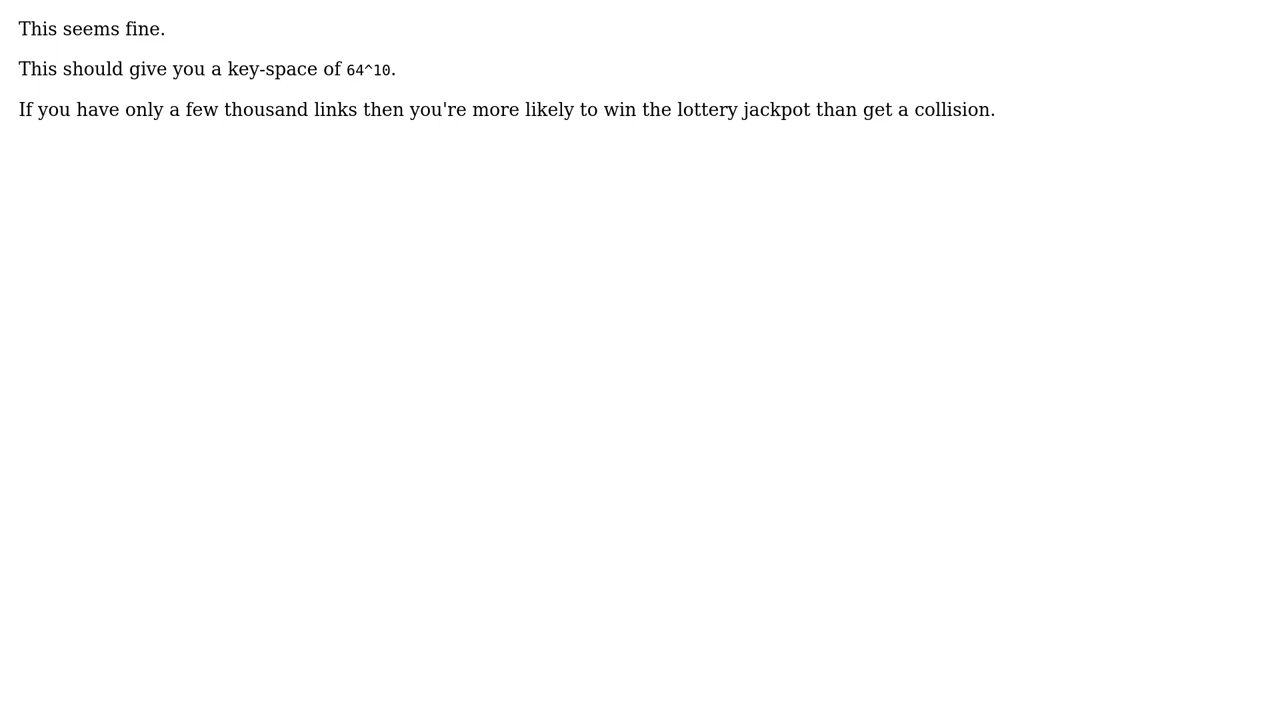 This seems fine.
This should give you a key-space of 64^10.
If you have only a few thousand links then you're more likely to win the lottery jackpot than get a collision.